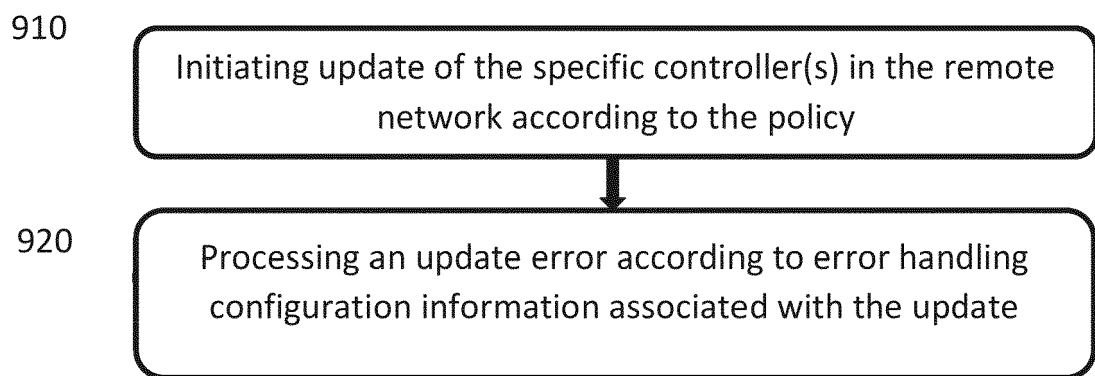 910
Initiating update of the specific controller(s) in the remote
network according to the policy
920
Processing an update error according to error handling
configuration information associated with the update